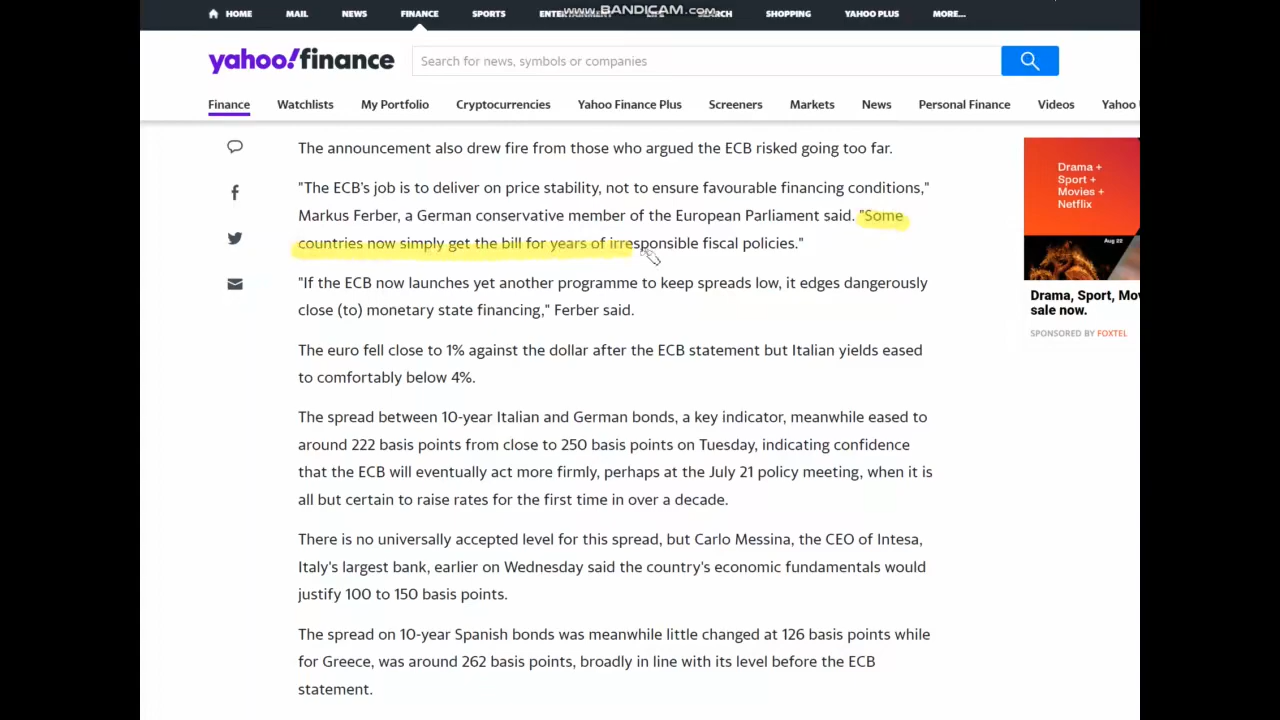 HOME MAIL NEWS FINANCE SPORTS SHOPPING YAHOO PLUS MORE...
www.BANDICAM.com
yahoo!finance
Search for news, symbols or companies
Finance Watchlists My Portfolio Cryptocurrencies Yahoo Finance Plus Screeners Markets News Personal Finance Videos Yahoo
The announcement also drew fire from those who argued the ECB risked going too far.
"The ECB's job is to deliver on price stability, not to ensure favourable financing conditions,"
Markus Ferber, a German conservative member of the European Parliament said. "Some
countries now simply get the bill for years of irresponsible fiscal policies."
"If the ECB now launches yet another programme to keep spreads low, it edges dangerously
close (to) monetary state financing," Ferber said.
The euro fell close to 1% against the dollar after the ECB statement but Italian yields eased
to comfortably below 4%.
The spread between 10-year Italian and German bonds, a key indicator, meanwhile eased to
around 222 basis points from close to 250 basis points on Tuesday, indicating confidence
that the ECB will eventually act more firmly, perhaps at the July 21 policy meeting, when it is
all but certain to raise rates for the first time in over a decade.
There is no universally accepted level for this spread, but Carlo Messina, the CEO of Intesa,
Italy's largest bank, earlier on Wednesday said the country's economic fundamentals would
justify 100 to 150 basis points.
The spread on 10-year Spanish bonds was meanwhile little changed at 126 basis points while
for Greece, was around 262 basis points, broadly in line with its level before the ECB
statement.
Drama +
Sport +
Movies +
Netflix
Aug 22
Drama, Sport, Mov
sale now.
SPONSORED BY FOXTEL